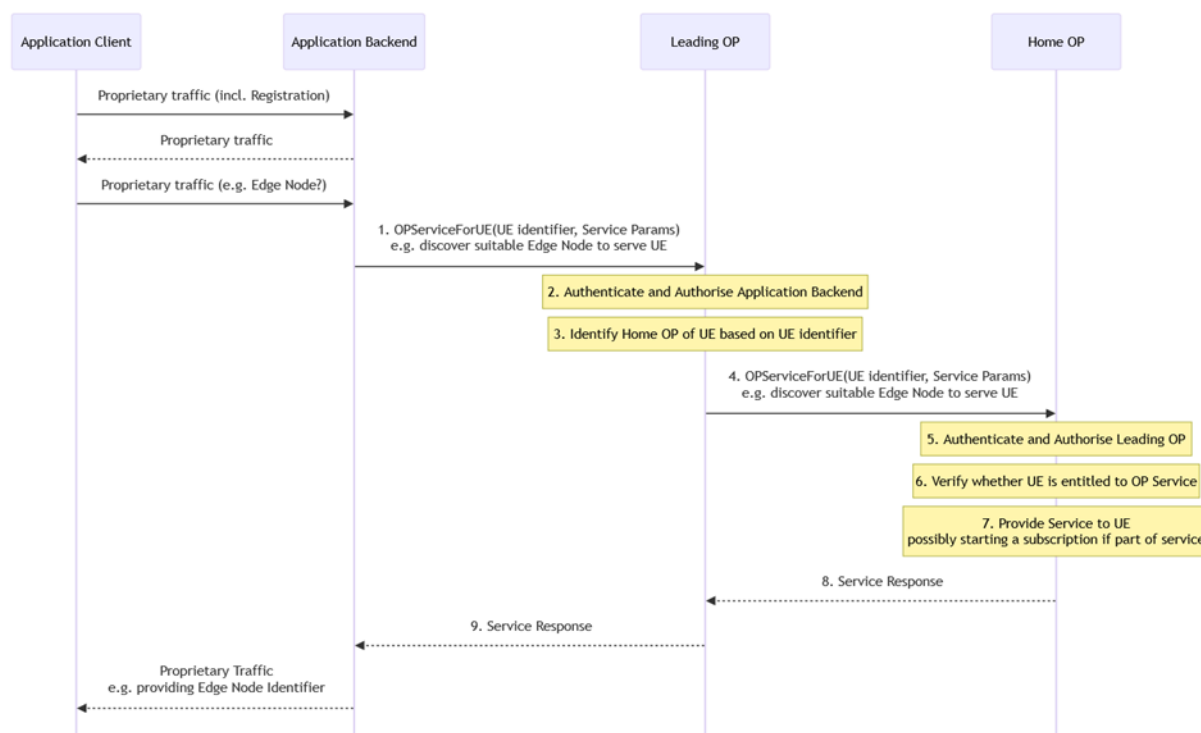 Application Client
Application Backend
Leading OP
Home OP
Proprietary traffic (incl. Registration)
Proprietary traffic
Proprietary traffic (e.g. Edge Node?)
1. OPServiceForUE(UE identifier, Service Params)
e.g. discover suitable Edge Node to serve UE
2. Authenticate and Authorise Application Backend
3. Identify Home OP of UE based on UE identifier
4. OPServiceForUE(UE identifier, Service Params)
e.g. discover suitable Edge Node to serve UE
5. Authenticate and Authorise Leading OP
6. Verify whether UE is entitled to OP Service
7. Provide Service to UE
possibly starting a subscription if part of service
8. Service Response
9. Service Response
Proprietary Traffic
e.g. providing Edge Node Identifier